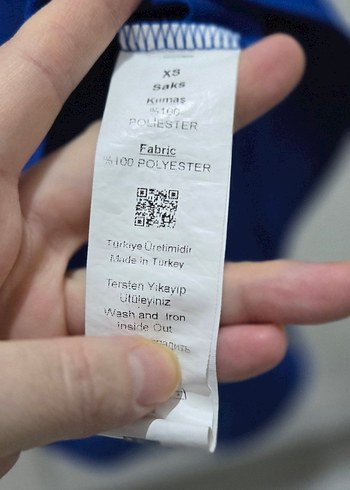 XS
Saks
Kumaş
%100
POLIESTER
Fabric
%100 POLYESTER
Türkiye Üretimidir
Made in Turkey
Tersten Yıkayıp
Ütüleyiniz
Wash and Iron
Inside Out